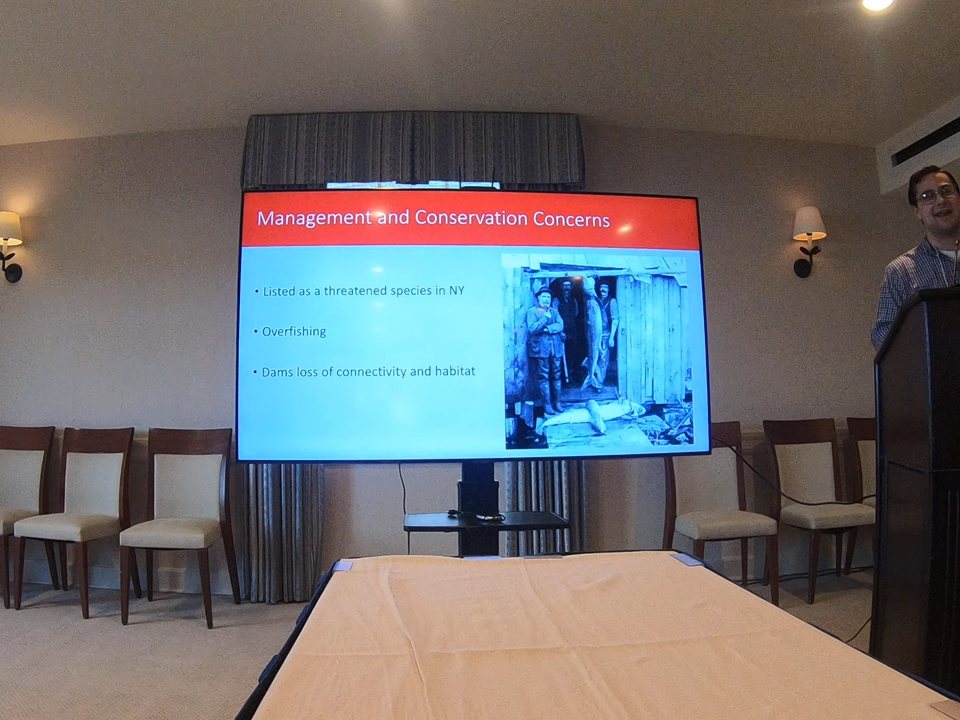 Management and Conservation Concerns
• Listed as a threatened species in NY
• Overfishing
• Dams loss of connectivity and habitat